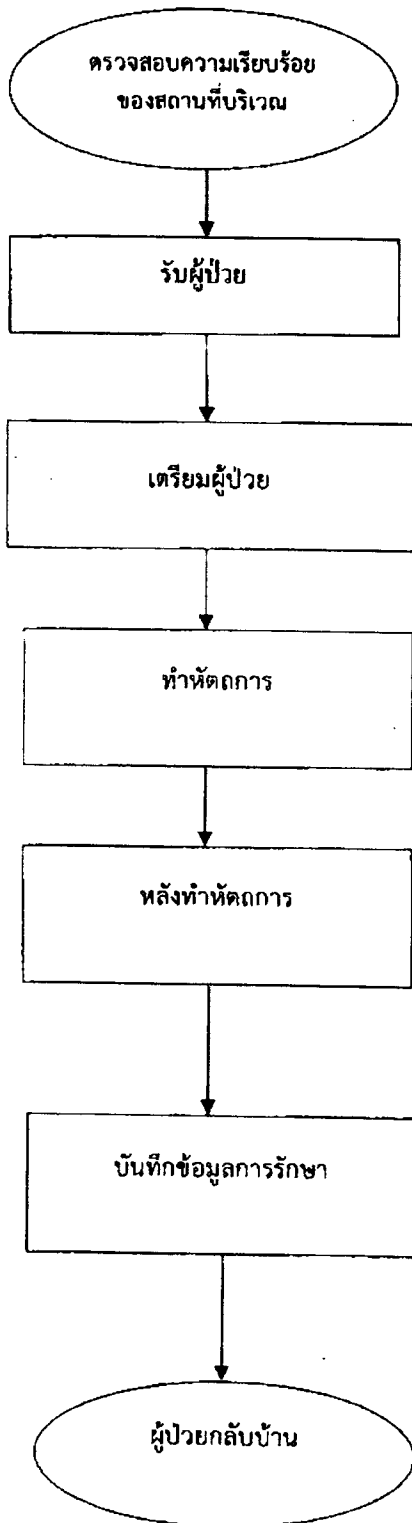 ตรวจสอบความเรียบร้อย
ของสถานที่บริเวณ
รับผู้ป่วย
เตรียมผู้ป่วย
ทำหัตถการ
หลังทำหัตถการ
บันทึกข้อมูลการรักษา
ผู้ป่วยกลับบ้าน